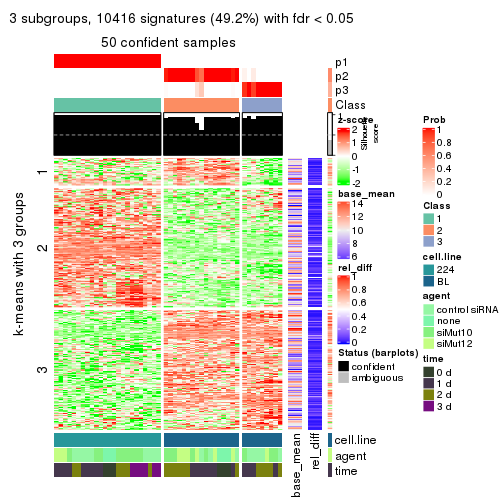 3 subgroups, 10416 signatures (49.2%) with fdr < 0.05
50 confident samples
p1
p2
p3
Class
Silhouette
score
1
2
3
k-means with 3 groups
cell.line
agent
time
base_mean
rel_diff
z-score
2
1
0
-1
-2
base_mean
14
12
10
8
6
rel_diff
1
0.8
0.6
0.4
0.2
0
Status (barplots)
confident
ambiguous
Prob
1
0.8
0.6
0.4
0.2
0
Class
1
2
3
cell.line
224
BL
agent
control siRNA
none
siMut10
siMut12
time
0 d
1 d
2 d
3 d